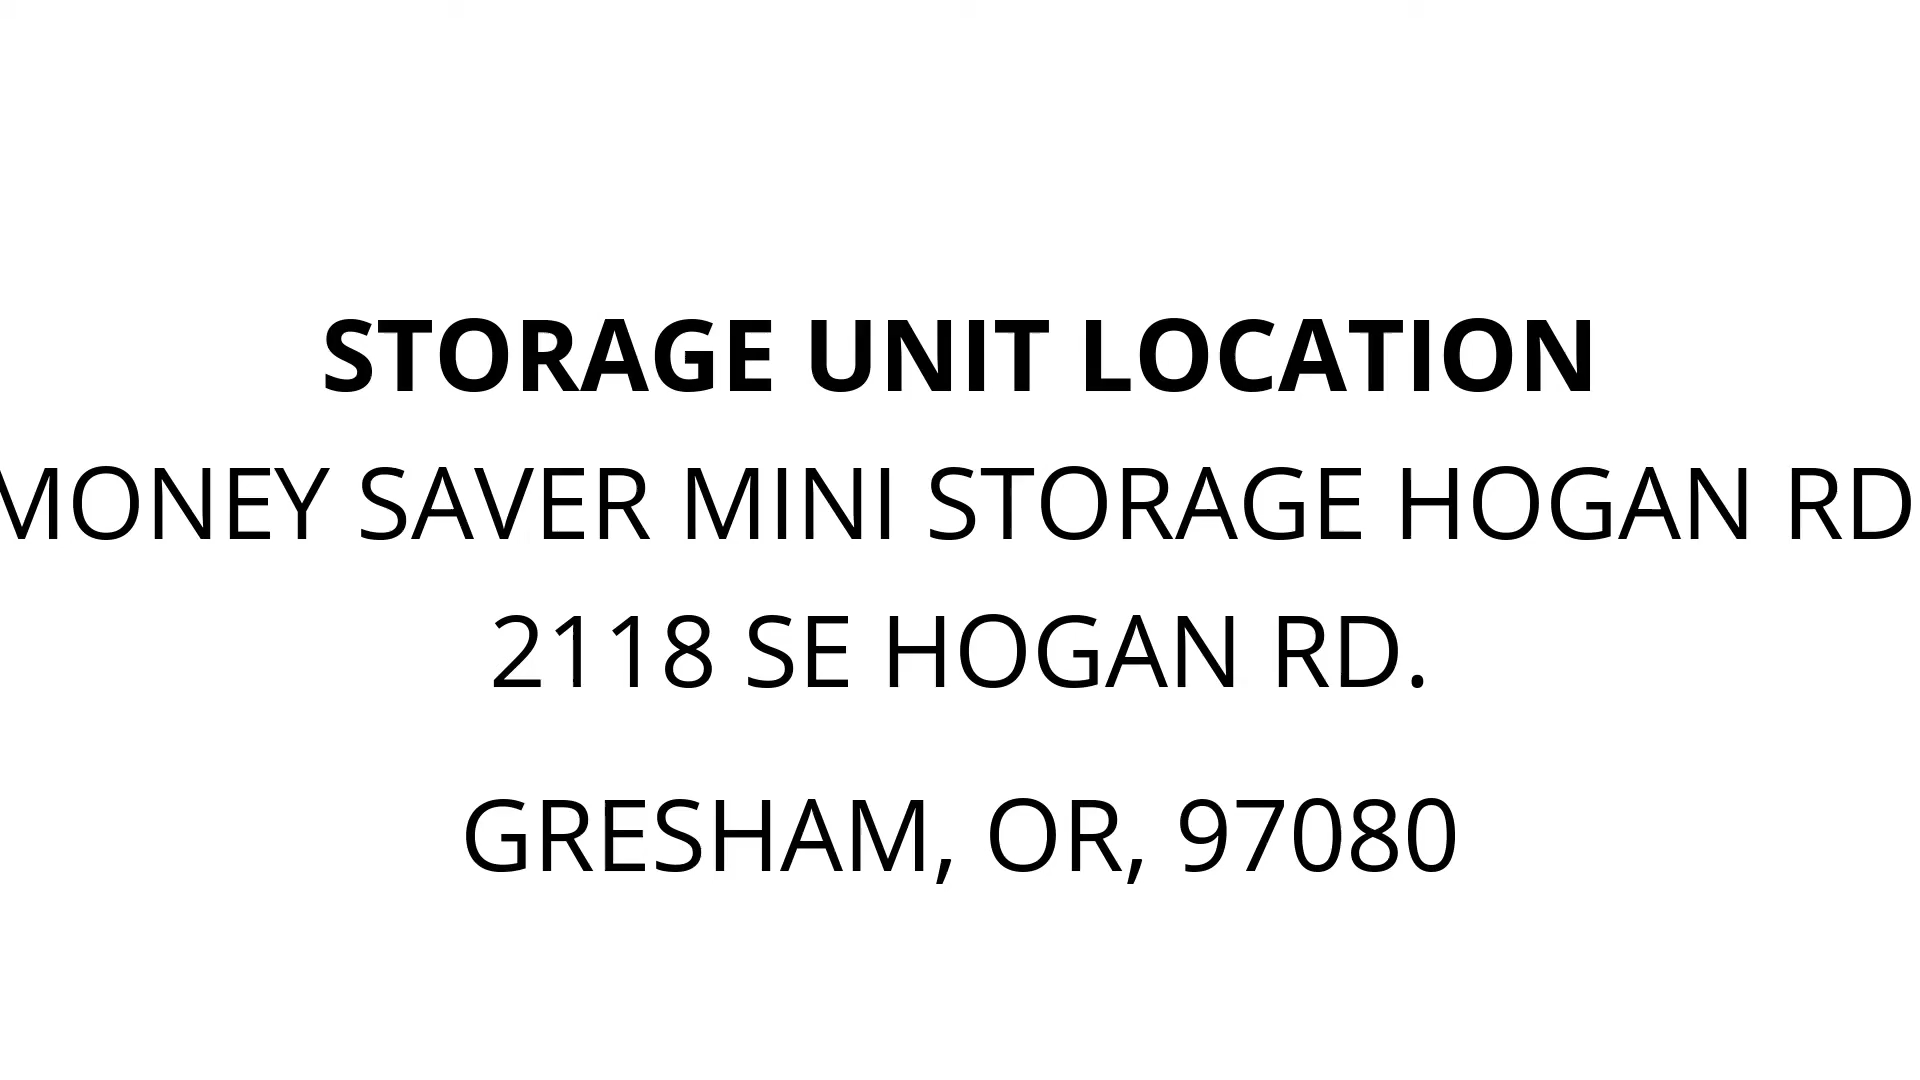 STORAGE UNIT LOCATION
MONEY SAVER MINI STORAGE HOGAN RD
2118 SE HOGAN RD.
GRESHAM, OR, 97080